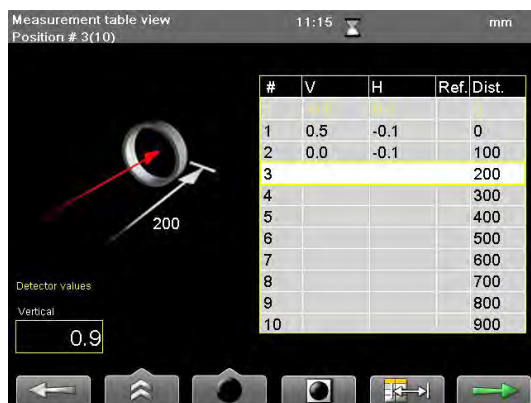 Measurement table view 11:15 mm
Position # 3(10)
# V H Ref. Dist.
1 0.5 -0.1 0
2 0.0 -0.1 100
3 200
4 300
5 400
6 500
7 600
8 700
9 800
10 900
200
Detector values
Vertical
0.9